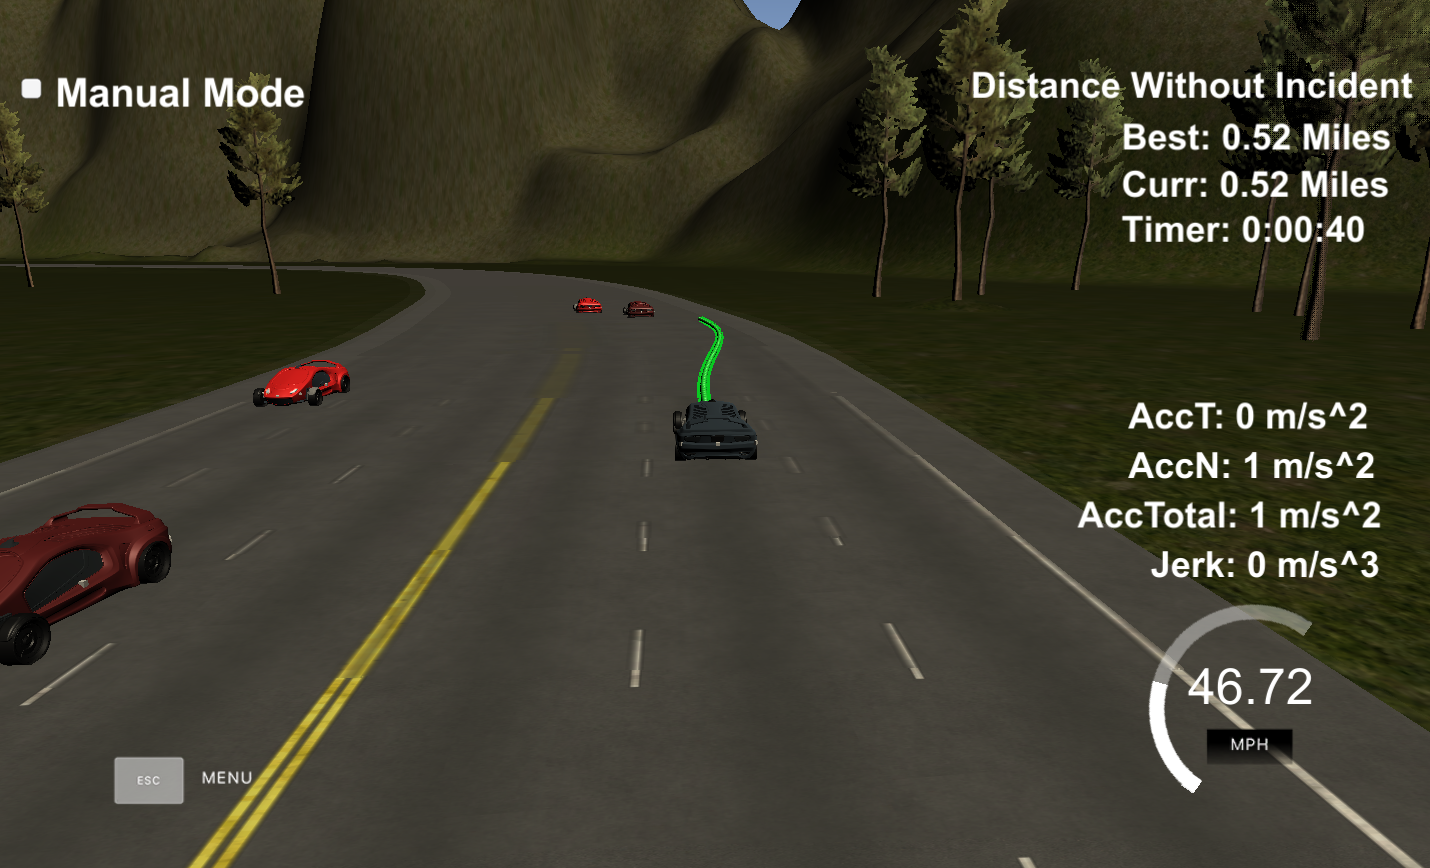 Manual Mode
Distance Without Incident
Best: 0.52 Miles
Curr: 0.52 Miles
Timer: 0:00:40
AccT: 0 m/s^2
AccN: 1 m/s^2
AccTotal: 1 m/s^2
Jerk: 0 m/s^3
46.72
MPH
ESC MENU